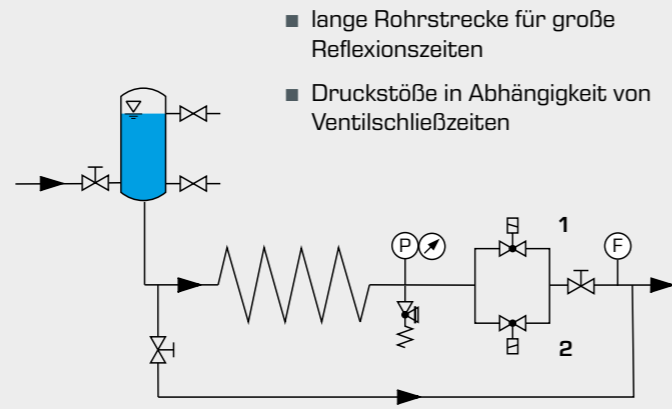 lange Rohrstrecke für große
Reflexionszeiten
Druckstöße in Abhängigkeit von
Ventilschließzeiten
1
P
F
2